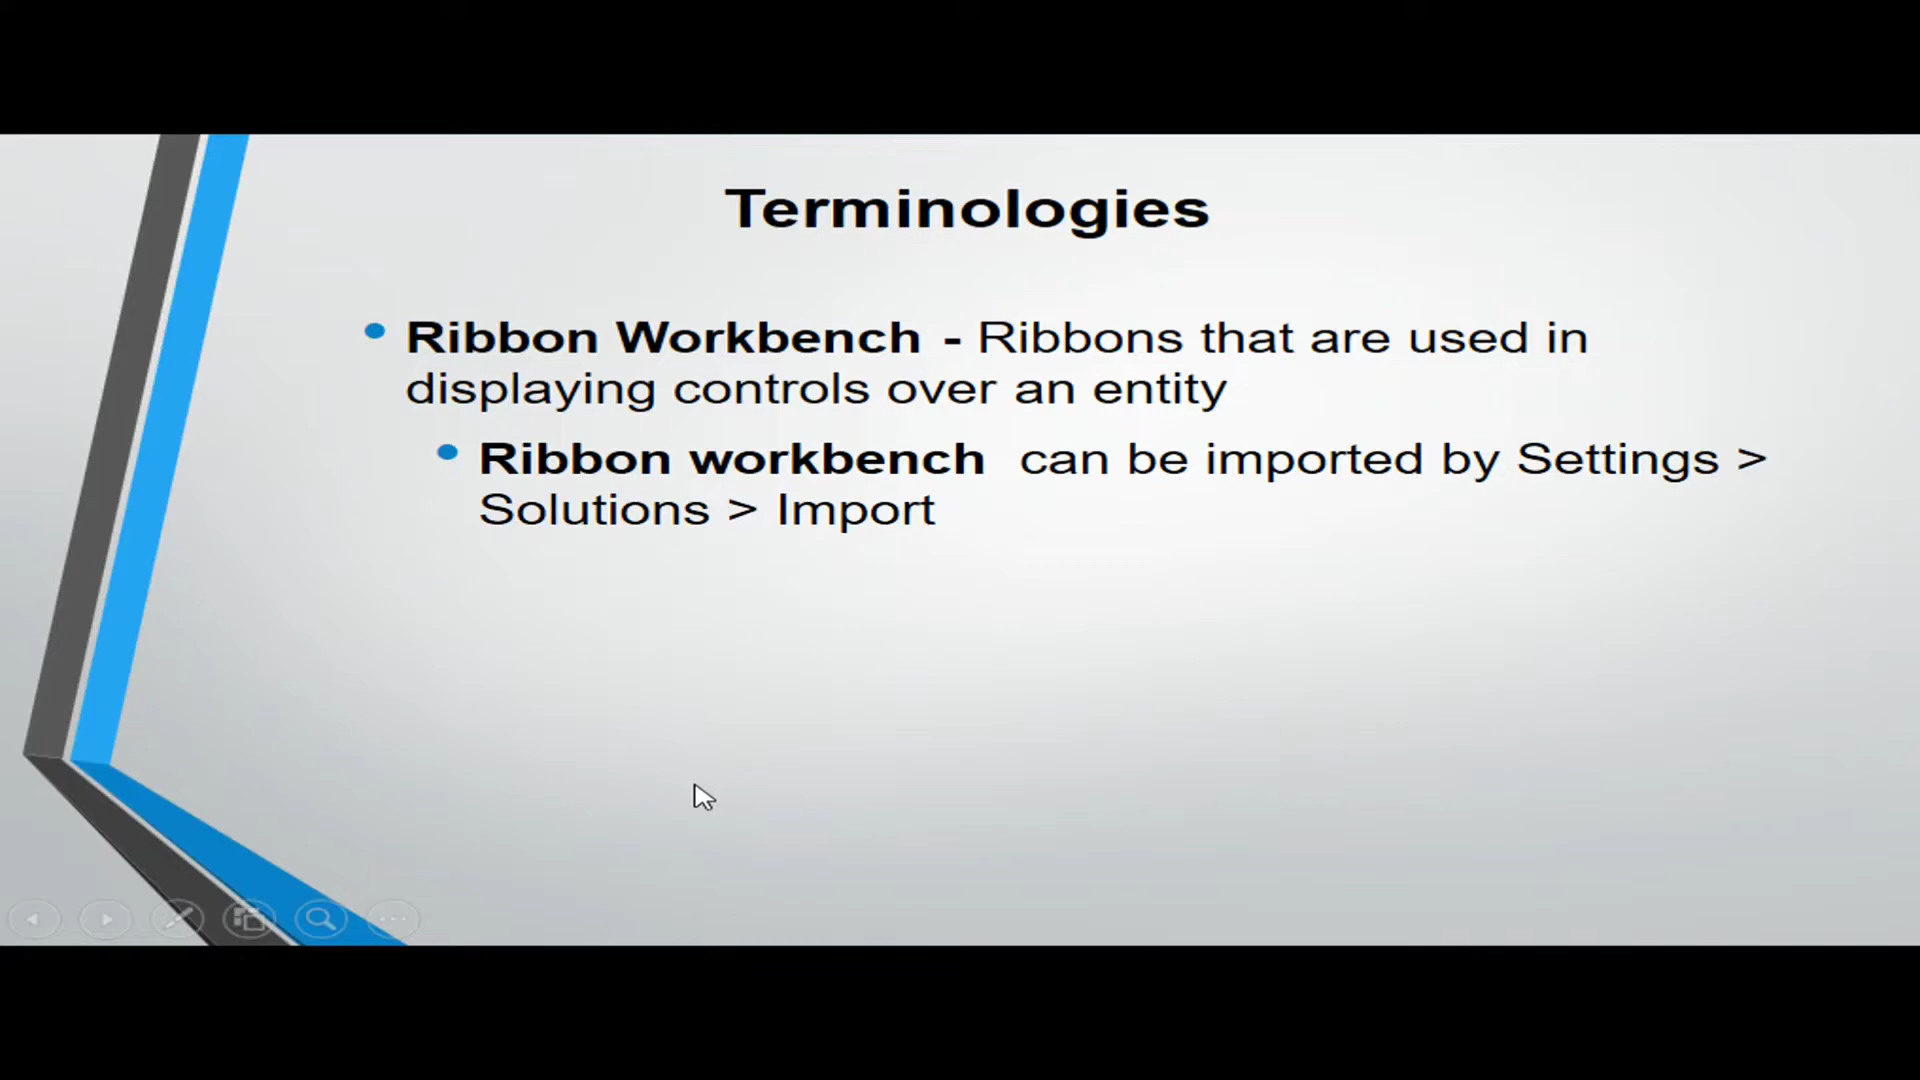 Terminologies
Ribbon Workbench - Ribbons that are used in
displaying controls over an entity
Ribbon workbench can be imported by Settings >
Solutions > Import